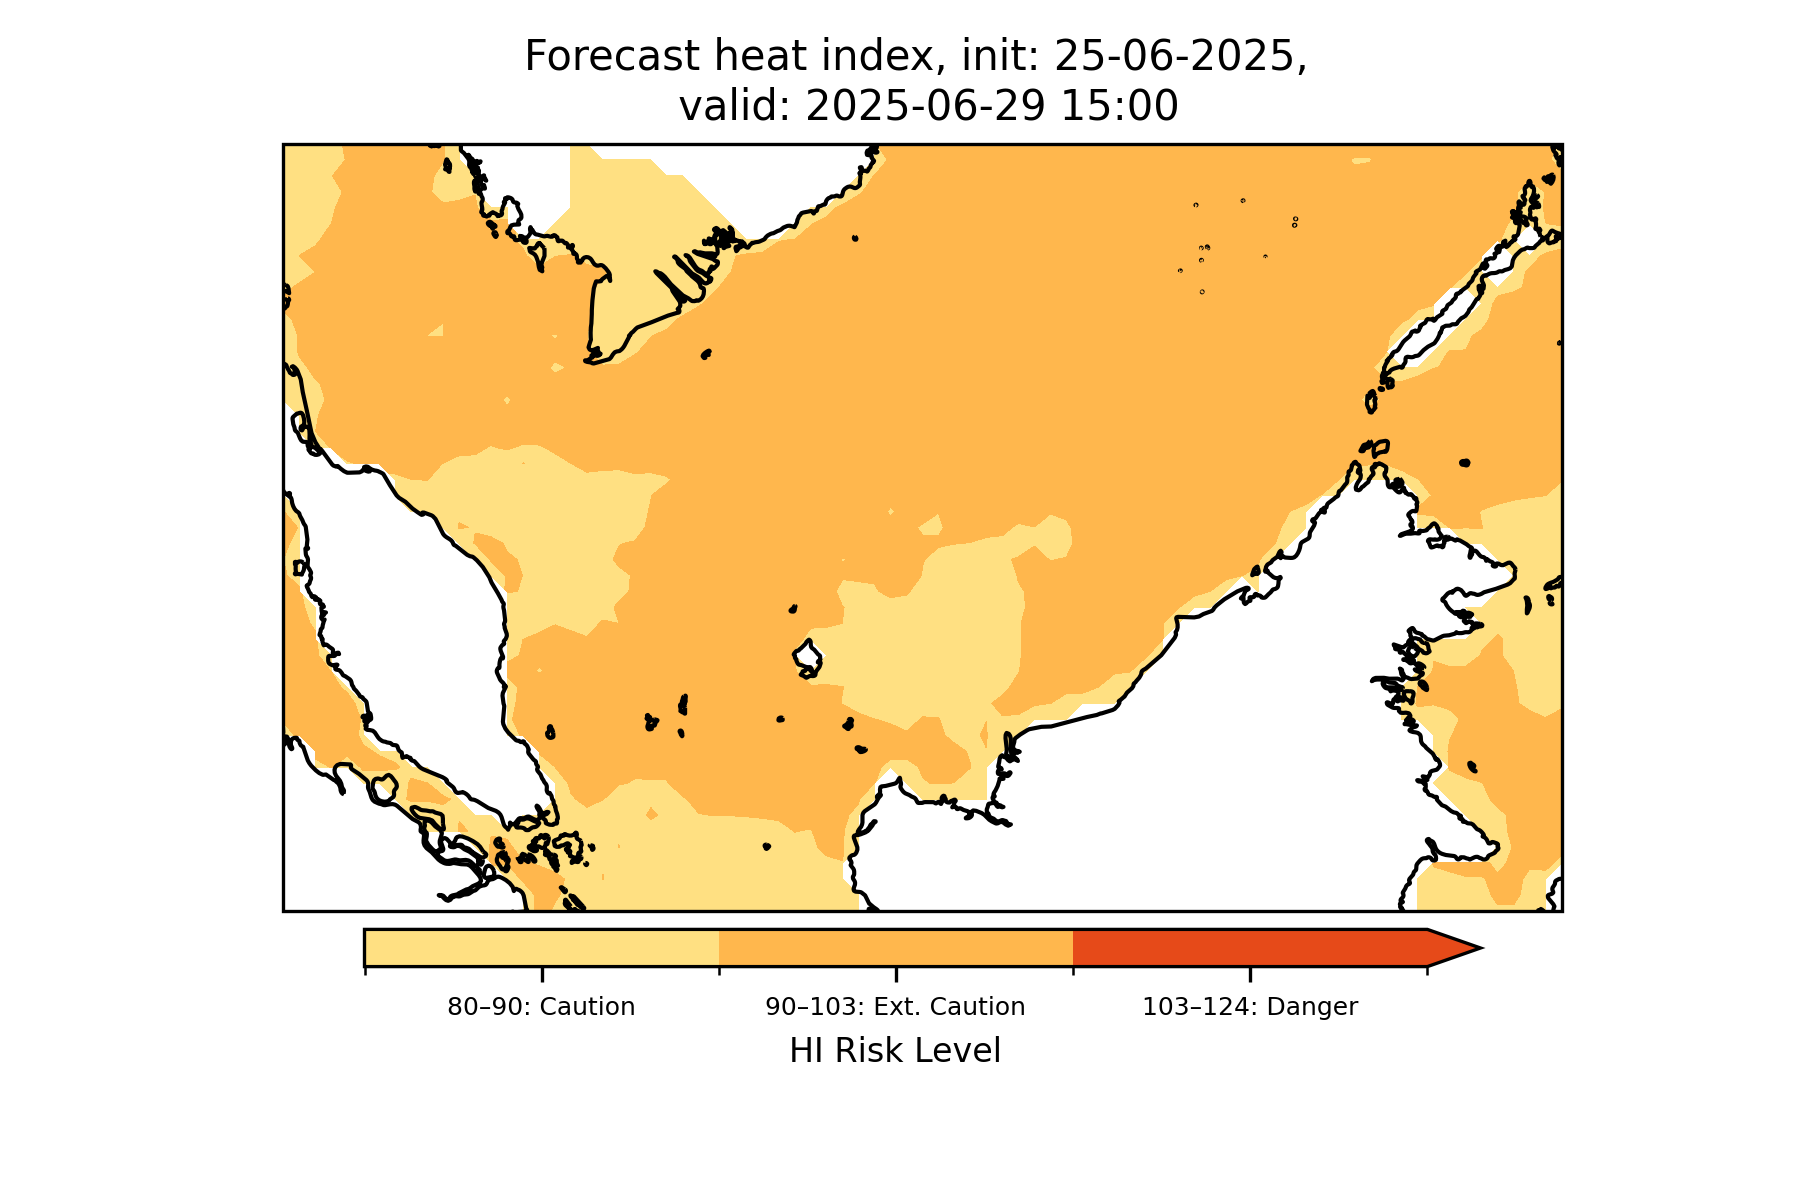 Forecast heat index, init: 25-06-2025,
valid: 2025-06-29 15:00
80–90: Caution
90–103: Ext. Caution
103–124: Danger
HI Risk Level